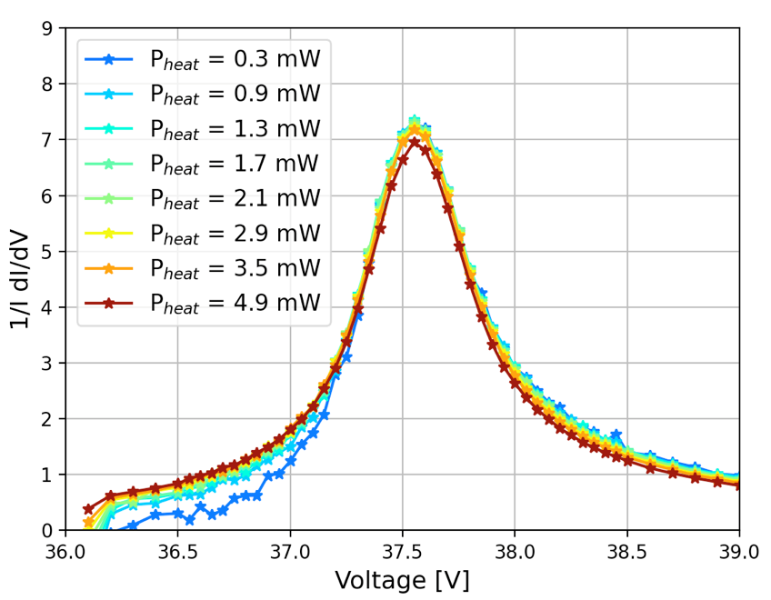 9
8
7
6
5
4
3
2
1
0
1/I dI/dV
P_heat = 0.3 mW
P_heat = 0.9 mW
P_heat = 1.3 mW
P_heat = 1.7 mW
P_heat = 2.1 mW
P_heat = 2.9 mW
P_heat = 3.5 mW
P_heat = 4.9 mW
36.0 36.5 37.0 37.5 38.0 38.5 39.0
Voltage [V]